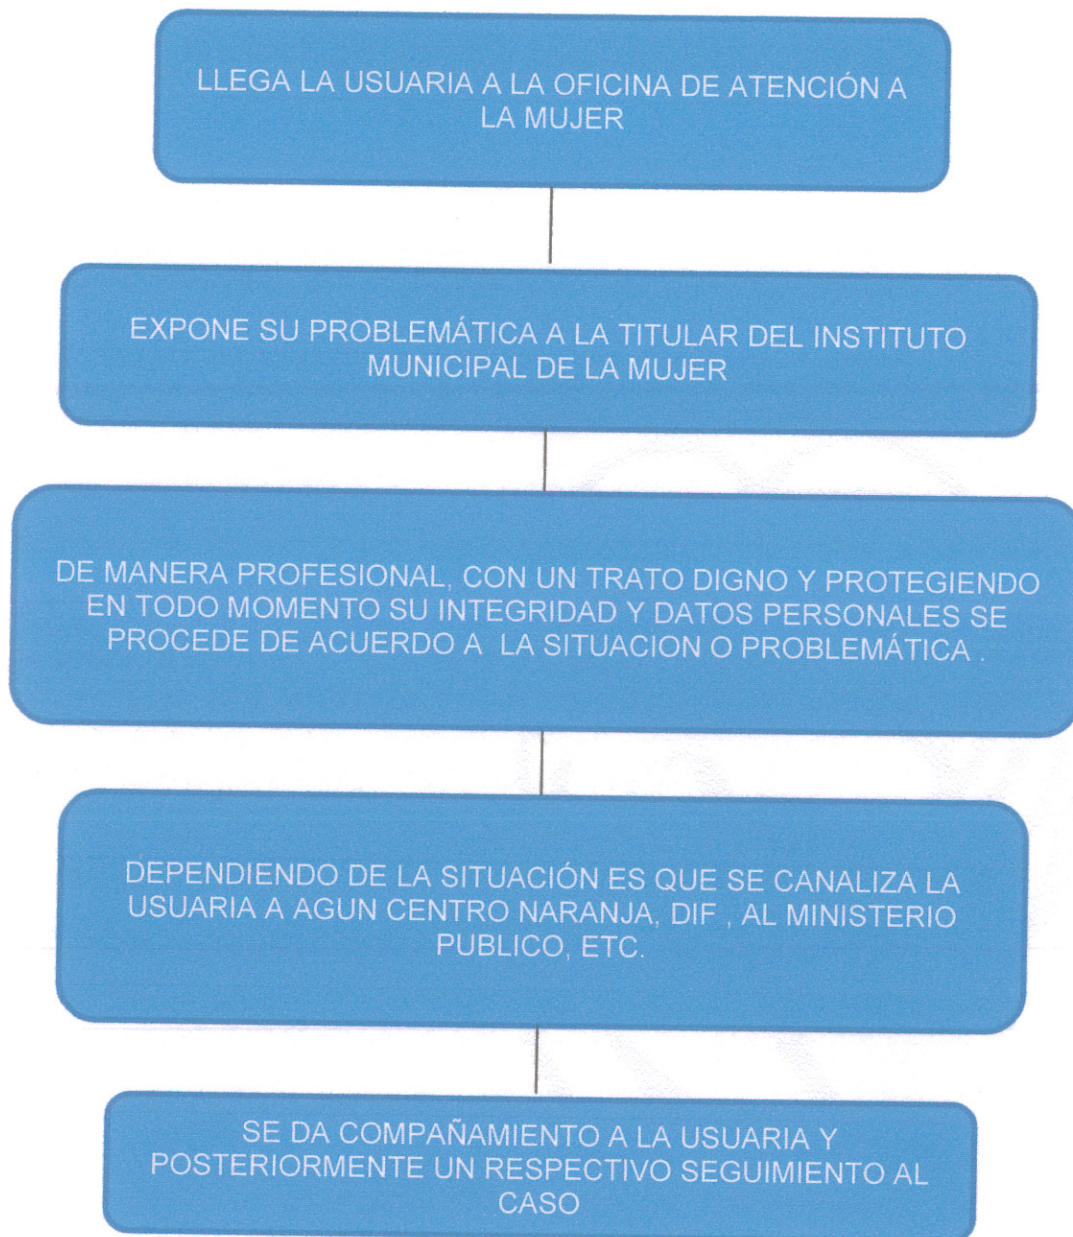 LLEGA LA USUARIA A LA OFICINA DE ATENCIÓN A
LA MUJER
EXPONE SU PROBLEMÁTICA A LA TITULAR DEL INSTITUTO
MUNICIPAL DE LA MUJER
DE MANERA PROFESIONAL, CON UN TRATO DIGNO Y PROTEGIENDO
EN TODO MOMENTO SU INTEGRIDAD Y DATOS PERSONALES SE
PROCEDE DE ACUERDO A LA SITUACION O PROBLEMÁTICA .
DEPENDIENDO DE LA SITUACIÓN ES QUE SE CANALIZA LA
USUARIA A AGUN CENTRO NARANJA, DIF , AL MINISTERIO
PUBLICO, ETC.
SE DA COMPAÑAMIENTO A LA USUARIA Y
POSTERIORMENTE UN RESPECTIVO SEGUIMIENTO AL
CASO